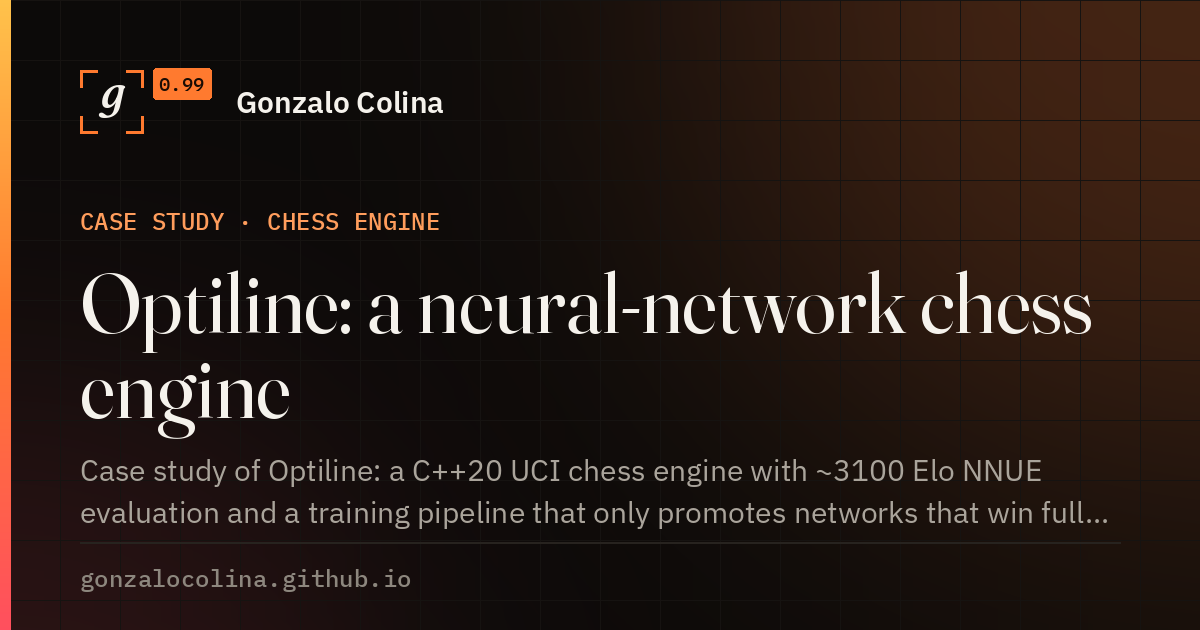 g
0.99
Gonzalo Colina
CASE STUDY · CHESS ENGINE
Optiline: a neural-network chess
engine
Case study of Optiline: a C++20 UCI chess engine with ~3100 Elo NNUE
evaluation and a training pipeline that only promotes networks that win full...
gonzalocolina.github.io